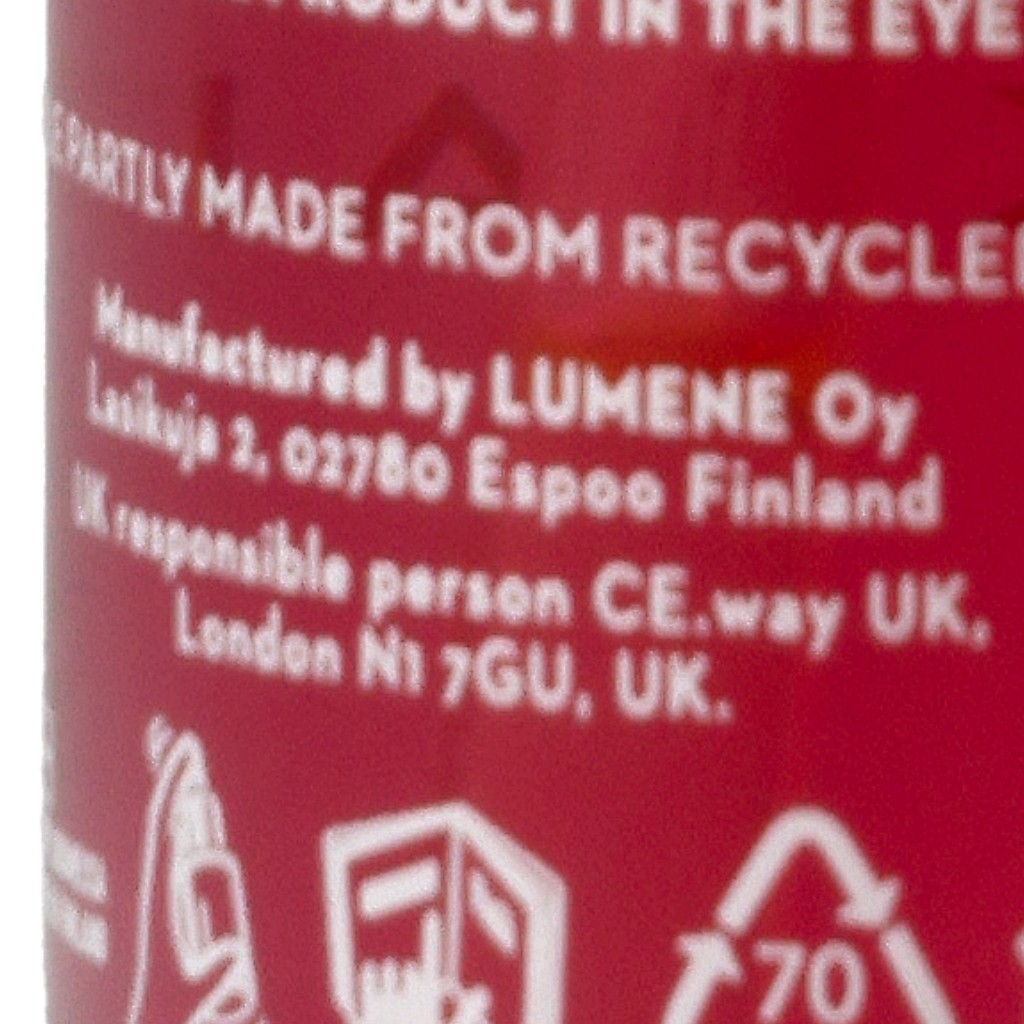 PRODUCT IN THE EYE
PARTLY MADE FROM RECYCLED
Manufactured by LUMENE Oy
Lasikuja 2, 02780 Espoo Finland
UK responsible person CE.way UK,
London N1 7GU, UK.
70